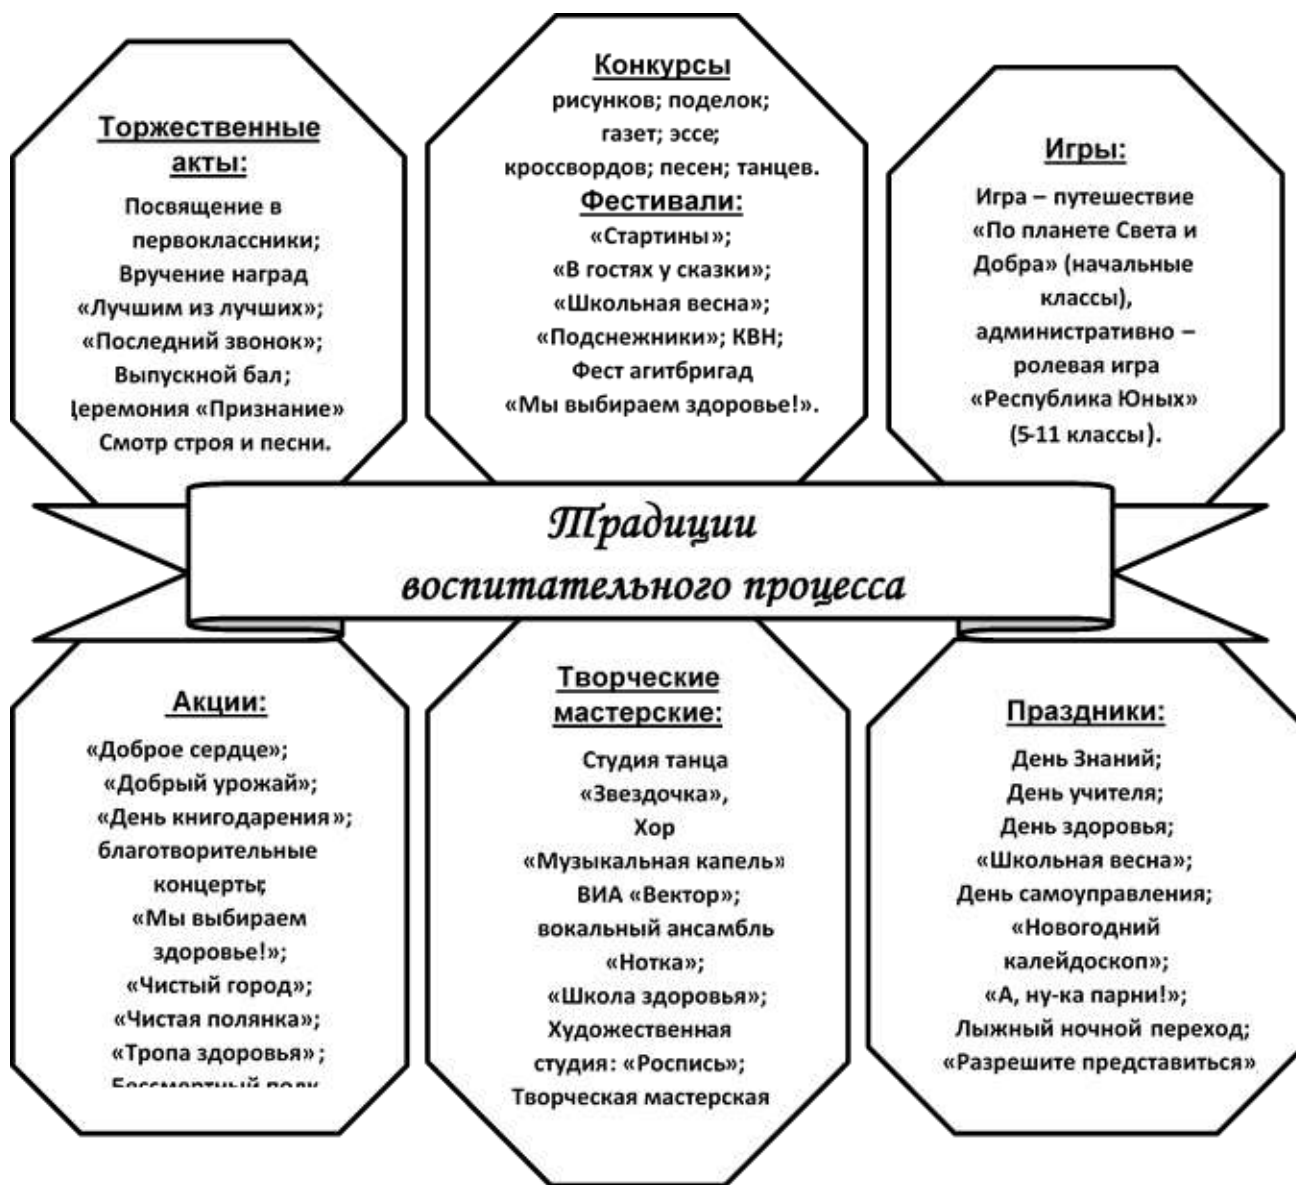 Торжественные
акты:
Посвящение в
первоклассники;
Вручение наград
«Лучшим из лучших»;
«Последний звонок»;
Выпускной бал;
«Признание»
Смотр строя и песни.
Конкурсы
рисунков; поделок;
газет; эссе;
кроссвордов; песен; танцев.
Фестивали:
«Стартины»;
«В гостях у сказки»;
«Школьная весна»;
«Подснежники»; КВН;
Фест агитбригад
«Мы выбираем здоровье!».
Игры:
Игра – путешествие
«По планете Света и
Добра» (начальные
классы),
административно –
ролевая игра
«Республика Юных»
(5-11 классы).
Традиции
воспитательного процесса
Акции:
«Доброе сердце»;
«Добрый урожай»;
«День книгодарения»;
благотворительные
концерты;
«Мы выбираем
здоровье!»;
«Чистый город»;
«Чистая полянка»;
«Тропа здоровья»;
Творческие
мастерские:
Студия танца
«Звездочка»,
Хор
«Музыкальная капель»
ВИА «Вектор»;
вокальный ансамбль
«Нотка»;
«Школа здоровья»;
Художественная
студия: «Роспись»;
Творческая мастерская
Праздники:
День Знаний;
День учителя;
День здоровья;
«Школьная весна»;
День самоуправления;
«Новогодний
калейдоскоп»;
«А, ну-ка парни!»;
Лыжный ночной переход;
«Разрешите представиться»